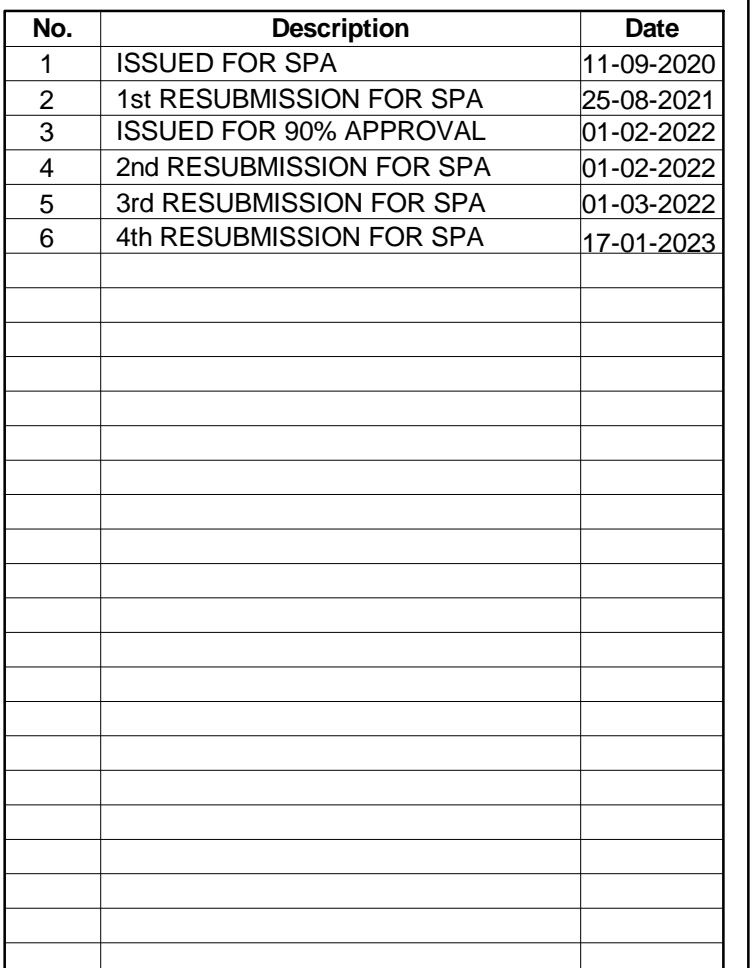 No. Description Date
1 ISSUED FOR SPA 11-09-2020
2 1st RESUBMISSION FOR SPA 25-08-2021
3 ISSUED FOR 90% APPROVAL 01-02-2022
4 2nd RESUBMISSION FOR SPA 01-02-2022
5 3rd RESUBMISSION FOR SPA 01-03-2022
6 4th RESUBMISSION FOR SPA 17-01-2023